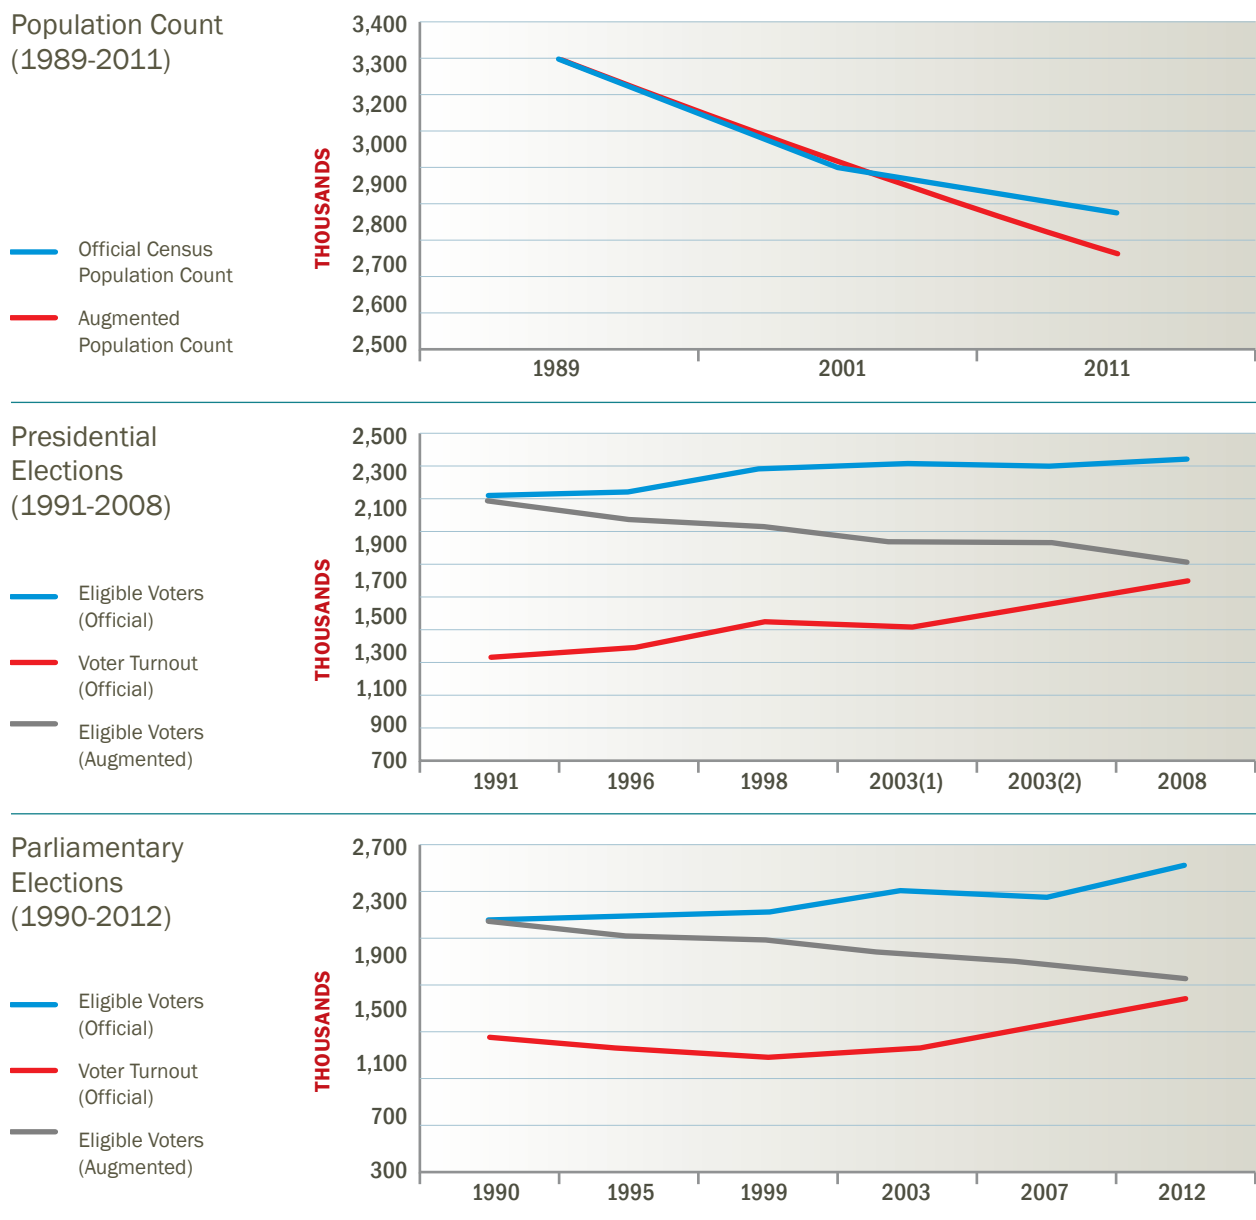 Population Count
(1989-2011)
Official Census
Population Count
Augmented
Population Count
THOUSANDS
3,400
3,300
3,200
3,000
2,900
2,800
2,700
2,600
2,500
1989 2001 2011
Presidential
Elections
(1991-2008)
Eligible Voters
(Official)
Voter Turnout
(Official)
Eligible Voters
(Augmented)
THOUSANDS
2,500
2,300
2,100
1,900
1,700
1,500
1,300
1,100
900
700
1991 1996 1998 2003(1) 2003(2) 2008
Parliamentary
Elections
(1990-2012)
Eligible Voters
(Official)
Voter Turnout
(Official)
Eligible Voters
(Augmented)
THOUSANDS
2,700
2,300
1,900
1,500
1,100
700
300
1990 1995 1999 2003 2007 2012